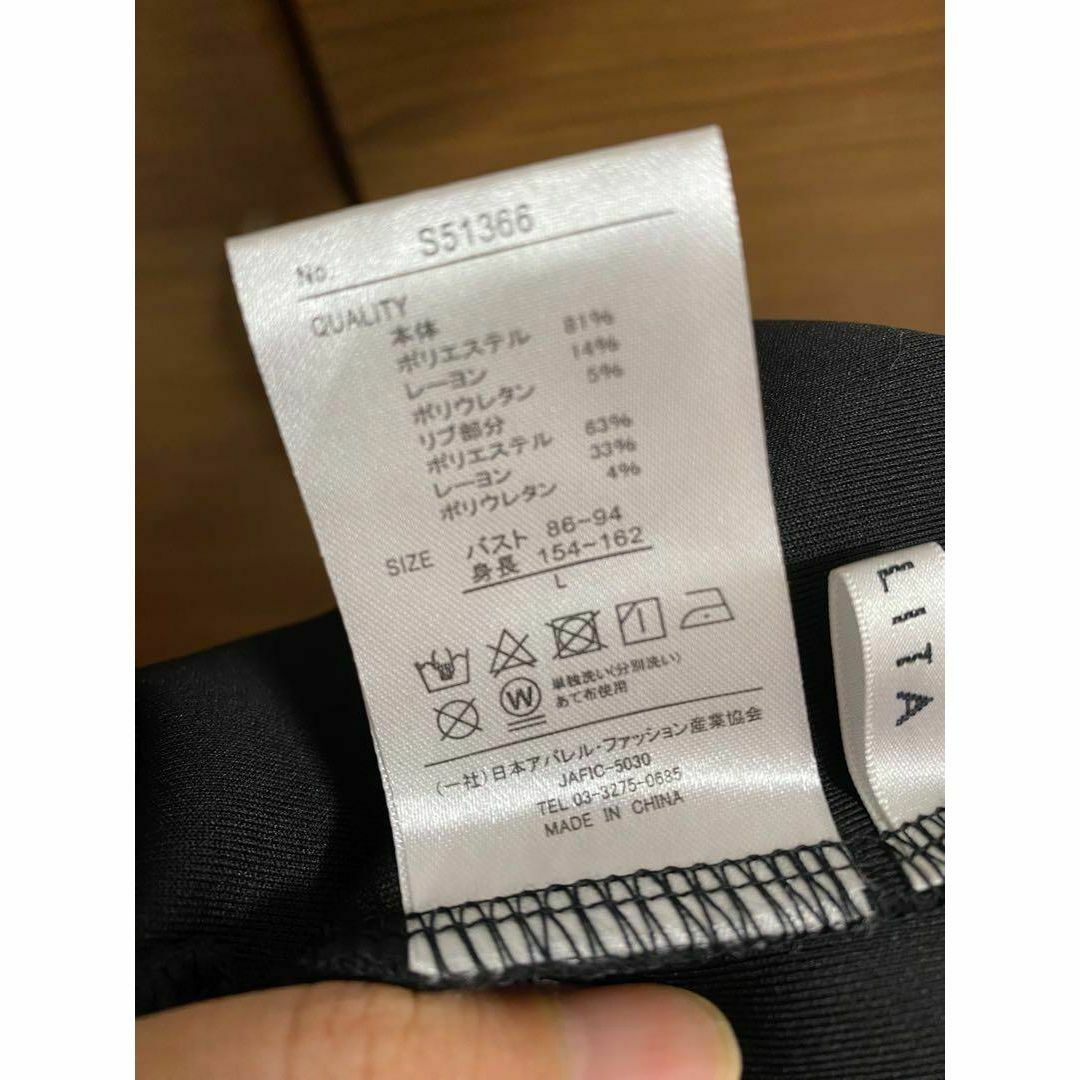 No. S51366
QUALITY
本体
ポリエステル 81%
レーヨン 14%
ポリウレタン 5%
リブ部分
ポリエステル 63%
レーヨン 33%
ポリウレタン 4%
SIZE バスト 86-94
身長 154-162
L
W
単独洗い(分別洗い)
あて布使用
(一社)日本アパレル・ファッション産業協会
JAFIC-5030
TEL 03-3275-0685
MADE IN CHINA
LITA